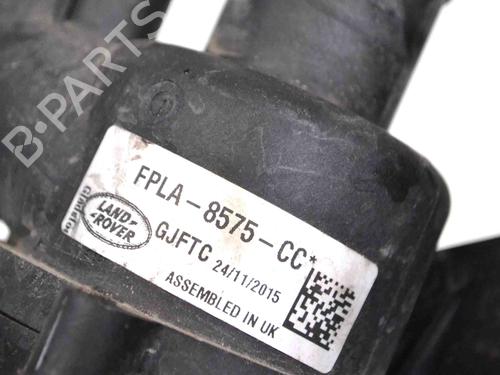 B-PARTS
FPLA-8575-CC*
LAND-
-ROVER
GJFTC 24/11/2015
ASSEMBLED IN UK